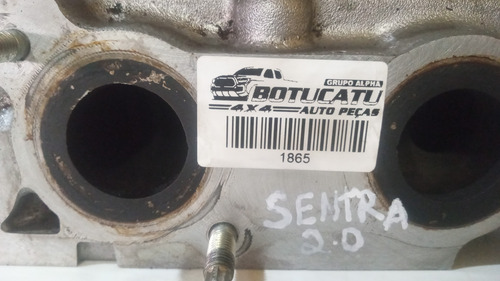 GRUPO ALPHA
BOTUCATU
4X4 AUTO PEÇAS
1865
SENTRA
2.0